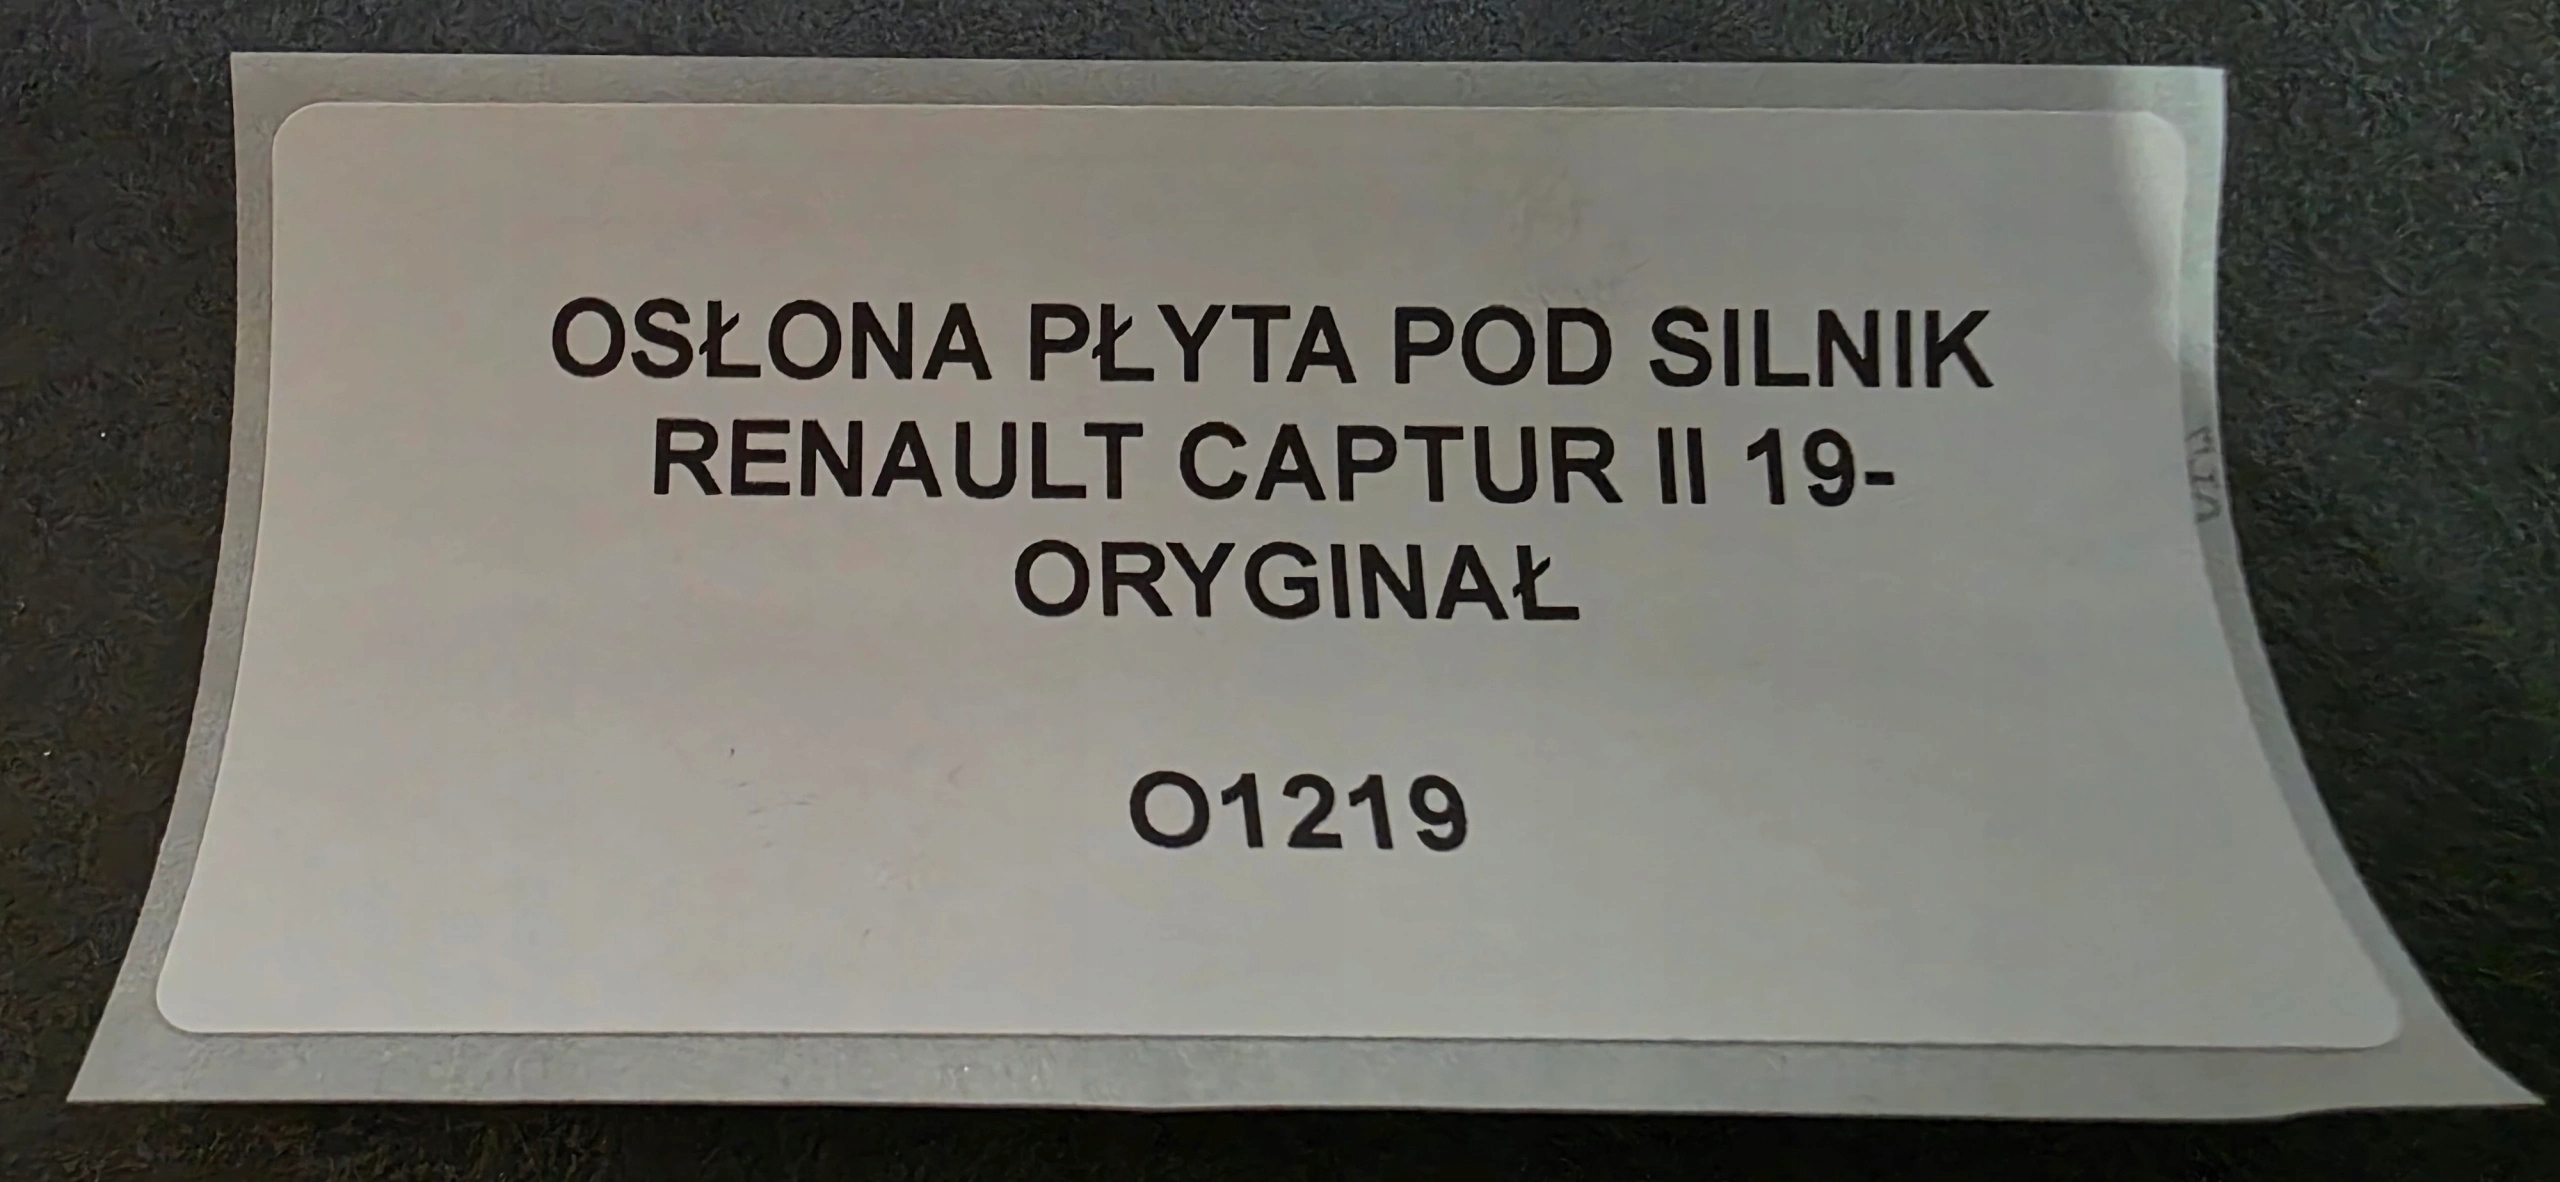 OSŁONA PŁYTA POD SILNIK
RENAULT CAPTUR II 19-
ORYGINAŁ
O1219